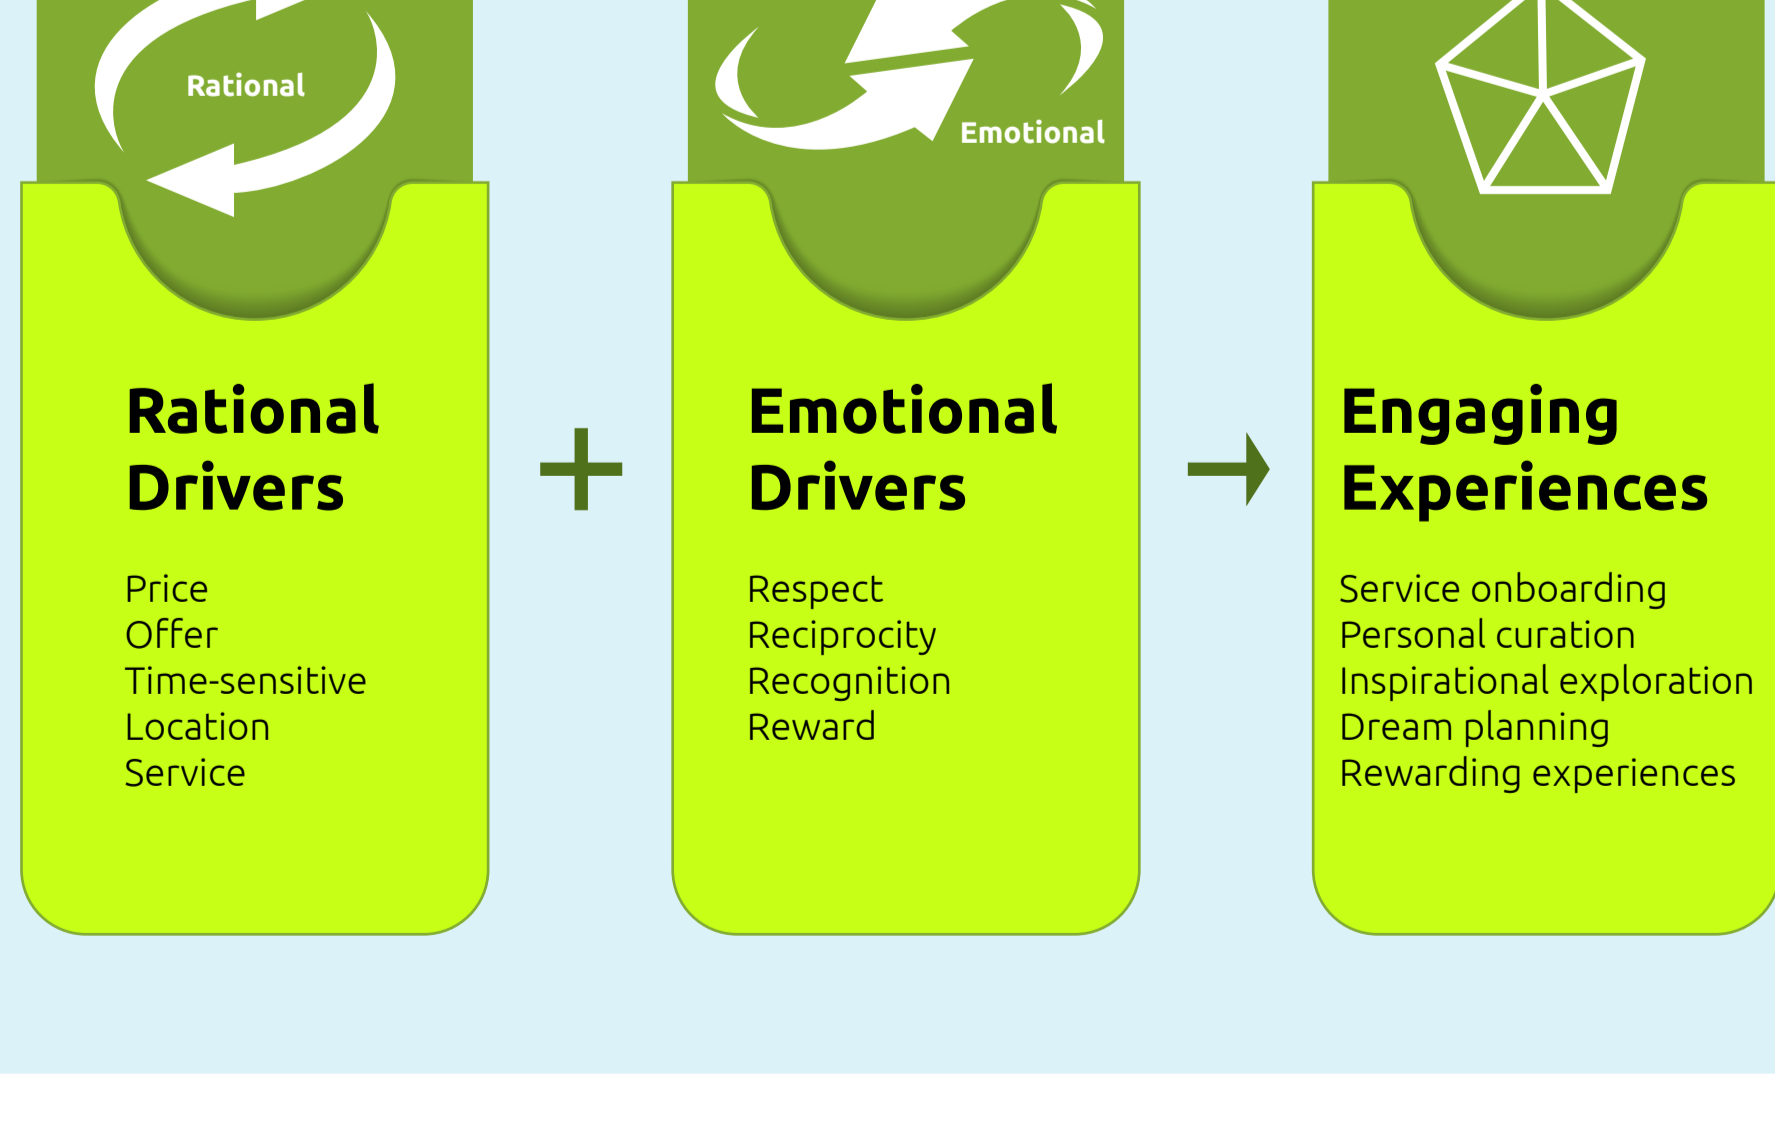 Rational
Emotional
Rational
Drivers
Price
Offer
Time-sensitive
Location
Service
+
Emotional
Drivers
Respect
Reciprocity
Recognition
Reward
→
Engaging
Experiences
Service onboarding
Personal curation
Inspirational exploration
Dream planning
Rewarding experiences